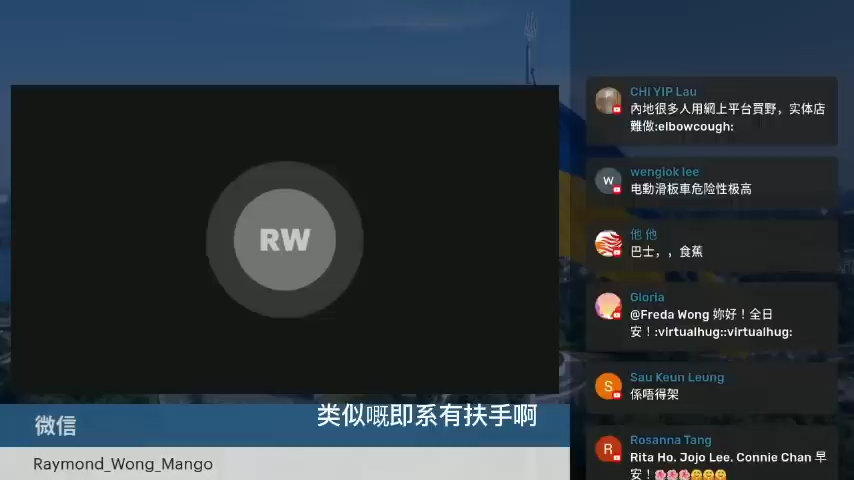 RW
类似嘅即系有扶手啊
微信
Raymond_Wong_Mango
CHI YIP Lau
內地很多人用網上平台買野，实体店
難做:elbowcough:
W
wengiok lee
电動滑板車危险性极高
他 他
巴士，，食蕉
Gloria
@Freda Wong 妳好！全日
安！:virtualhug::virtualhug:
S
Sau Keun Leung
係唔得架
R
Rosanna Tang
Rita Ho. Jojo Lee. Connie Chan 早
安！